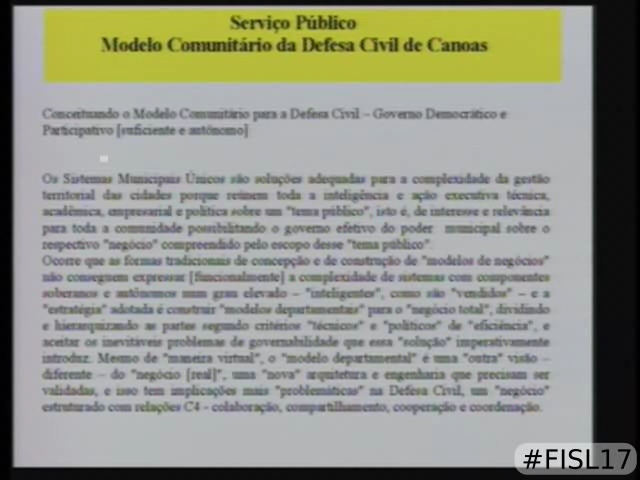 Serviço Público
Modelo Comunitário da Defesa Civil de Canoas
Conceituando o Modelo Comunitário para a Defesa Civil – Governo Democrático e
Participativo [suficiente e autônomo]
Os Sistemas Municipais Únicos são soluções adequadas para a complexidade da gestão
territorial das cidades porque reúnem toda a inteligência e ação executiva técnica,
acadêmica, empresarial e política sobre um "tema público", isto é, de interesse e relevância
para toda a comunidade possibilitando o governo efetivo do poder municipal sobre o
respectivo "negócio" compreendido pelo escopo desse "tema público".
Ocorre que as formas tradicionais de concepção e de construção de "modelos de negócios"
não conseguem expressar [funcionalmente] a complexidade de sistemas com componentes
soberanos e autônomos num grau elevado – "inteligentes", como são "vendidos" – e a
"estratégia" adotada é construir "modelos departamentais" para o "negócio total", dividindo
e hierarquizando as partes segundo critérios "técnicos" e "políticos" de "eficiência", e
aceitar os inevitáveis problemas de governabilidade que essa "solução" imperativamente
introduz. Mesmo de "maneira virtual", o "modelo departamental" é uma "outra" visão –
diferente – do "negócio [real]", uma "nova" arquitetura e engenharia que precisam ser
validadas, e isso tem implicações mais "problemáticas" na Defesa Civil, um "negócio"
estruturado com relações C4 - colaboração, compartilhamento, cooperação e coordenação.
#FISL17